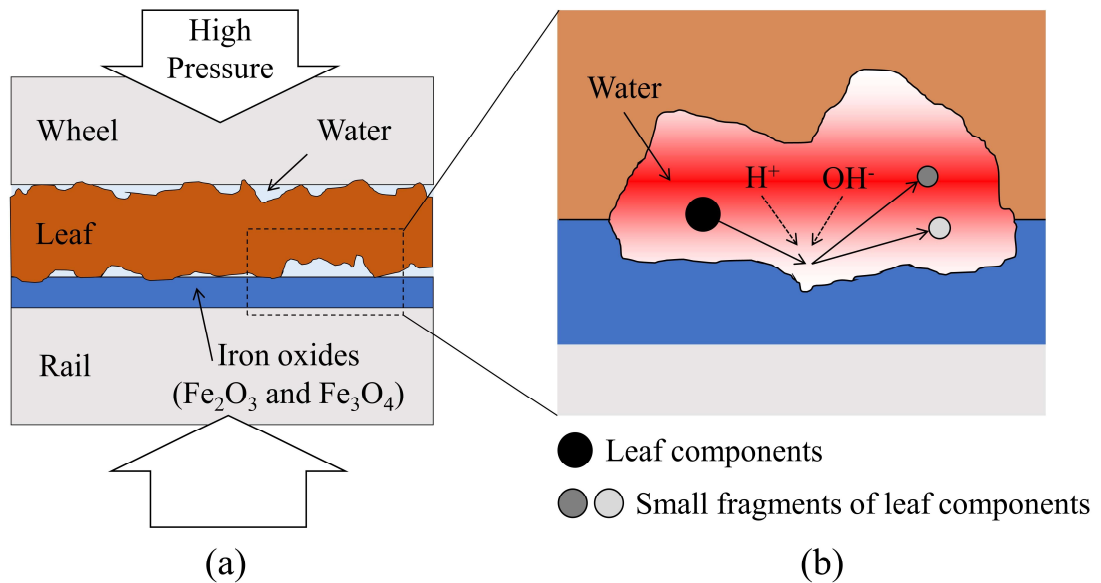 High
Pressure
Wheel
Water
Leaf
Rail
Iron oxides
(Fe₂O₃ and Fe₃O₄)
(a)
Water
H⁺
OH⁻
Leaf components
Small fragments of leaf components
(b)